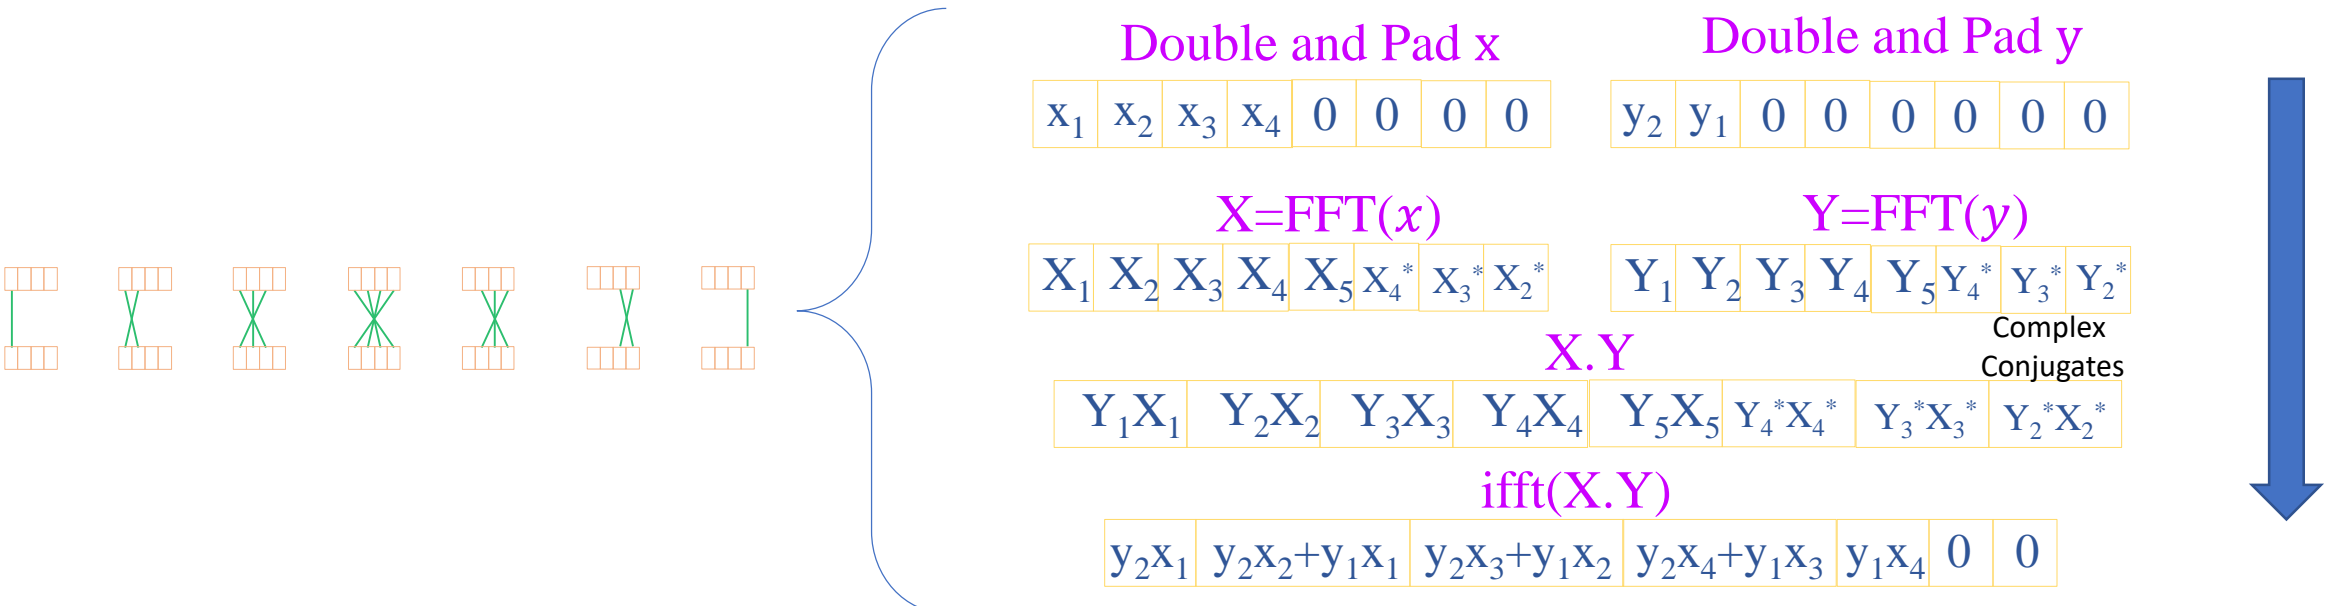 Double and Pad x
x₁ x₂ x₃ x₄ 0 0 0 0
Double and Pad y
y₂ y₁ 0 0 0 0 0 0
X=FFT(𝑥)
X₁ X₂ X₃ X₄ X₅ X₄* X₃* X₂*
Y=FFT(𝑦)
Y₁ Y₂ Y₃ Y₄ Y₅ Y₄* Y₃* Y₂*
Complex
Conjugates
X.Y
Y₁X₁ Y₂X₂ Y₃X₃ Y₄X₄ Y₅X₅ Y₄*X₄* Y₃*X₃* Y₂*X₂*
ifft(X.Y)
y₂x₁ y₂x₂+y₁x₁ y₂x₃+y₁x₂ y₂x₄+y₁x₃ y₁x₄ 0 0